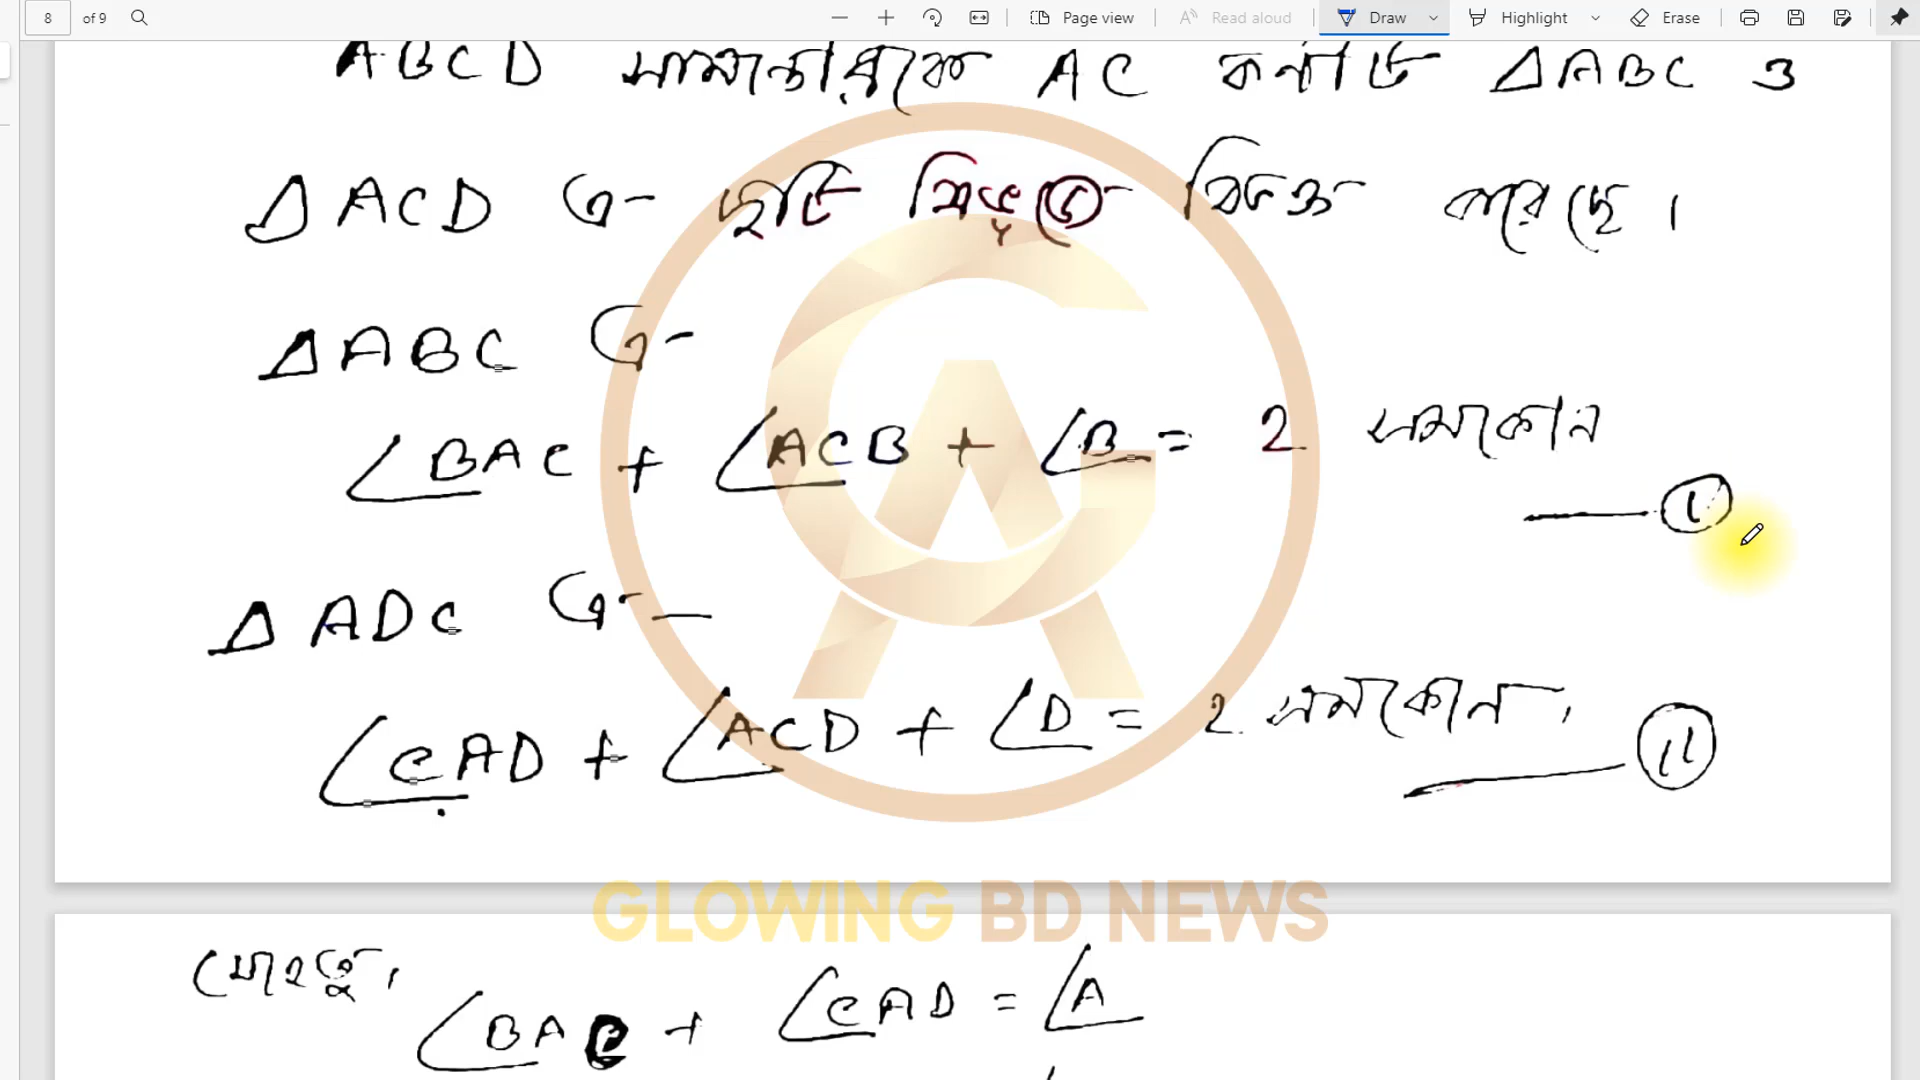 8 of 9 Page view Read aloud Draw Highlight Erase
ABCD সামান্তরিকে AC কর্ণটি ΔABC ও
ΔACD এ দুটি ত্রিভুজে বিভক্ত করেছে।
ΔABC এ-
∠BAC + ∠ACB + ∠B = 2 সমকোন
— (i)
ΔADC এ-—
∠CAD + ∠ACD + ∠D = 2 সমকোন,
— (ii)
GLOWING BD NEWS
যেহেতু,
∠BAC + ∠CAD = ∠A